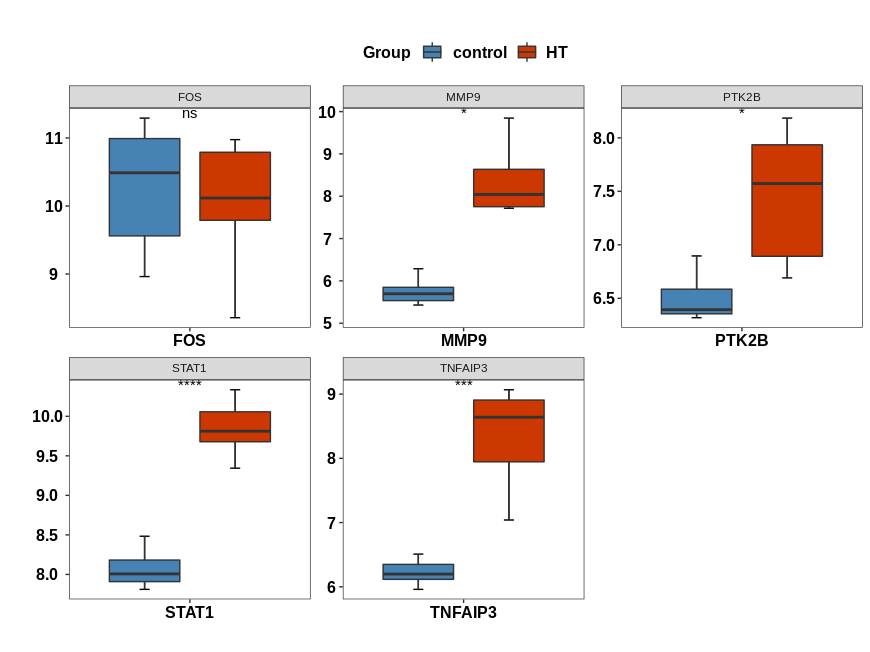 Group control HT
FOS
ns
11
10
9
FOS
MMP9
*
10
9
8
7
6
5
MMP9
PTK2B
*
8.0
7.5
7.0
6.5
PTK2B
STAT1
****
10.0
9.5
9.0
8.5
8.0
STAT1
TNFAIP3
***
9
8
7
6
TNFAIP3